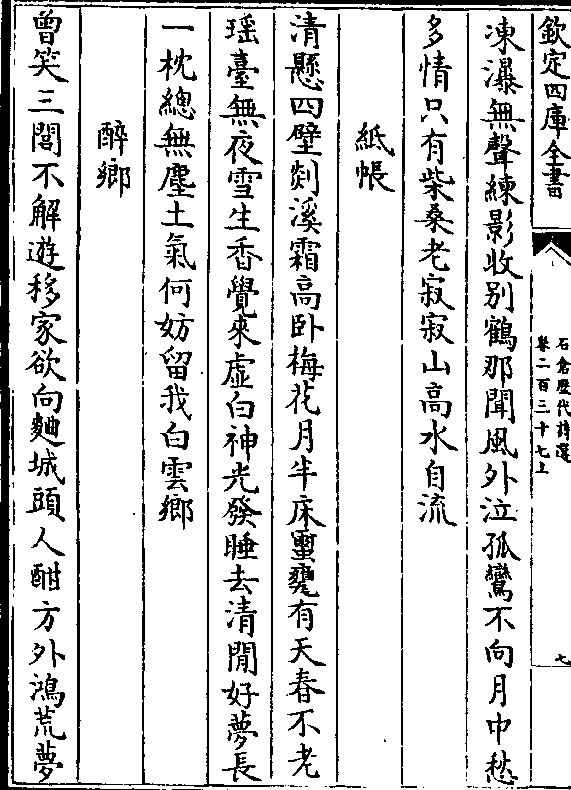 欽定四庫全書
石倉歷代詩選
卷二百三十七上
七
凍瀑無聲練影收别鶴那聞風外泣孤鸞不向月中愁
多情只有柴桑老寂寂山高水自流
紙帳
清懸四壁剡溪霜高卧梅花月半床蠒甕有天春不老
瑶臺無夜雪生香覺來虚白神光發睡去清閒好夢長
一枕總無塵土氣何妨留我白雲鄉
醉鄉
曾笑三閭不解遊移家欲向麴城頭人酣方外鴻荒夢